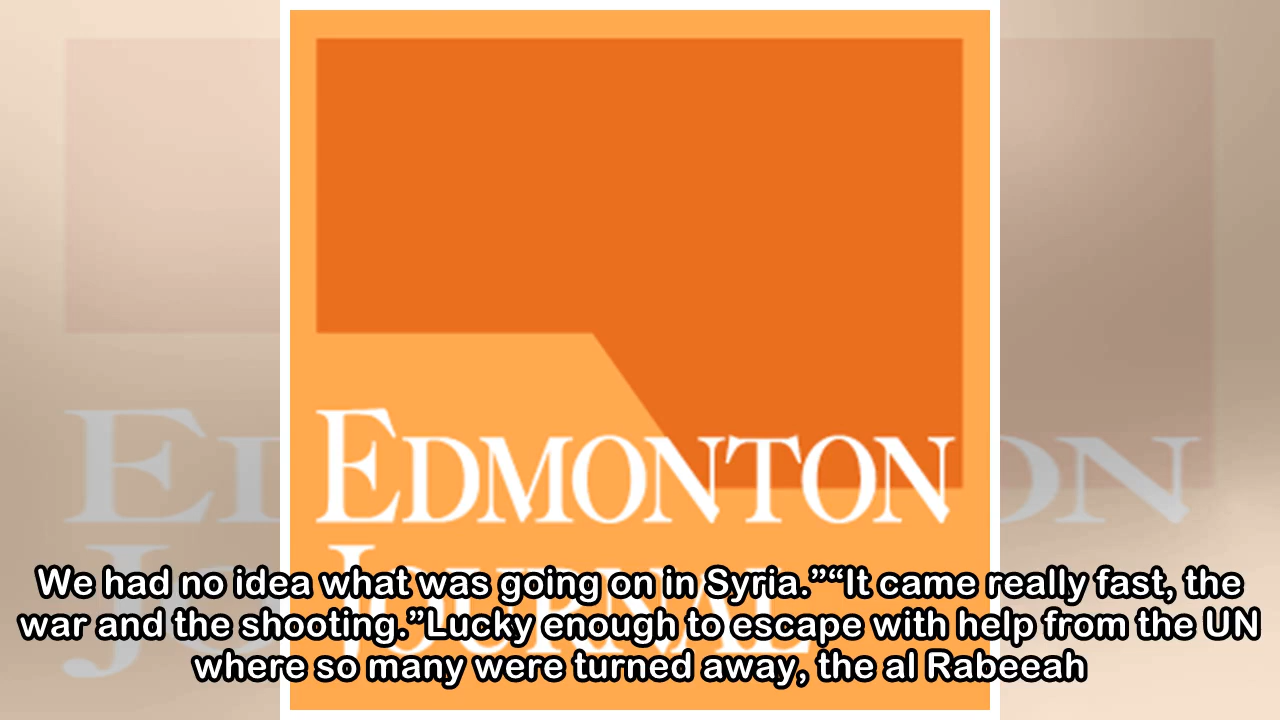 EDMONTON
JOURNAL
We had no idea what was going on in Syria.”“It came really fast, the
war and the shooting.”Lucky enough to escape with help from the UN
where so many were turned away, the al Rabeeah